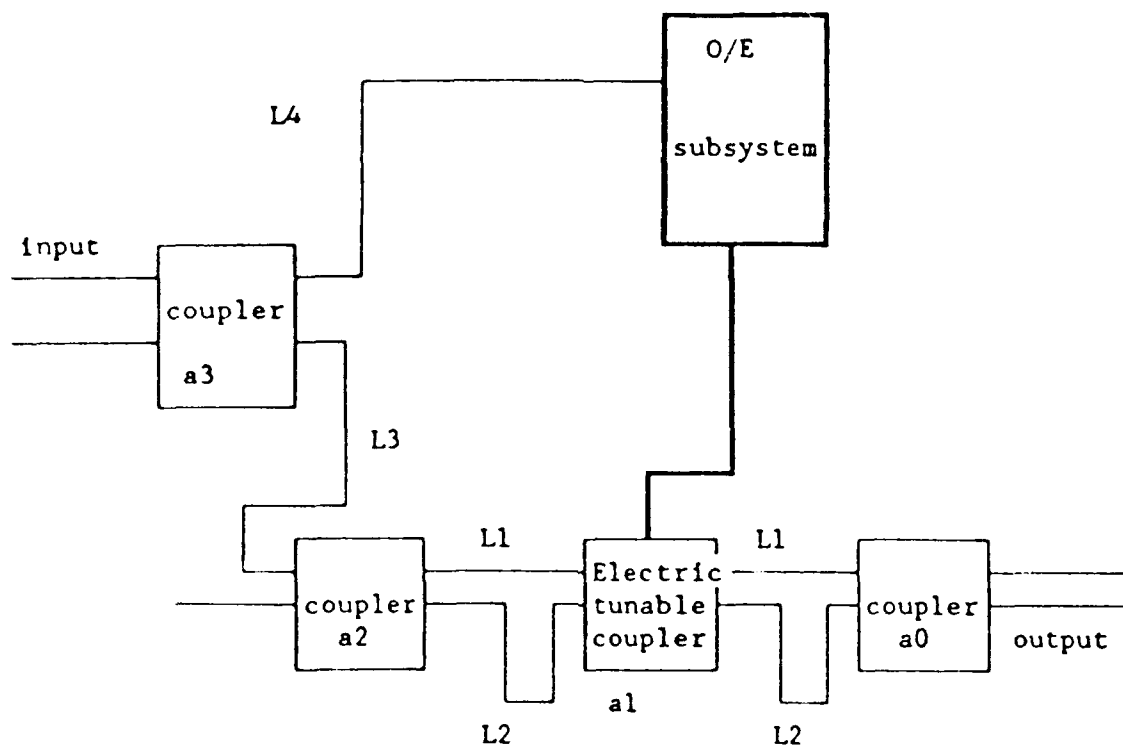 O/E
subsystem
L4
input
coupler
a3
L3
L1
L1
Electric
tunable
coupler
coupler
a2
coupler
a0
output
a1
L2
L2